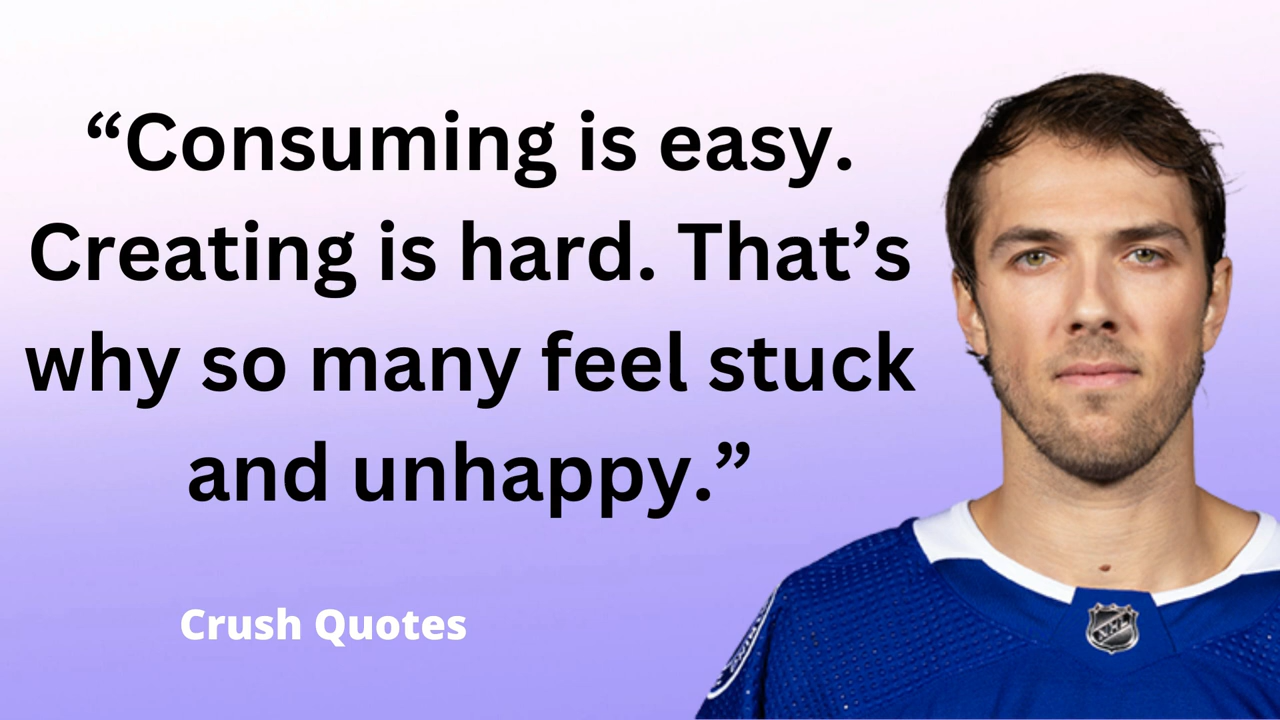 “Consuming is easy.
Creating is hard. That’s
why so many feel stuck
and unhappy.”
Crush Quotes
NHL